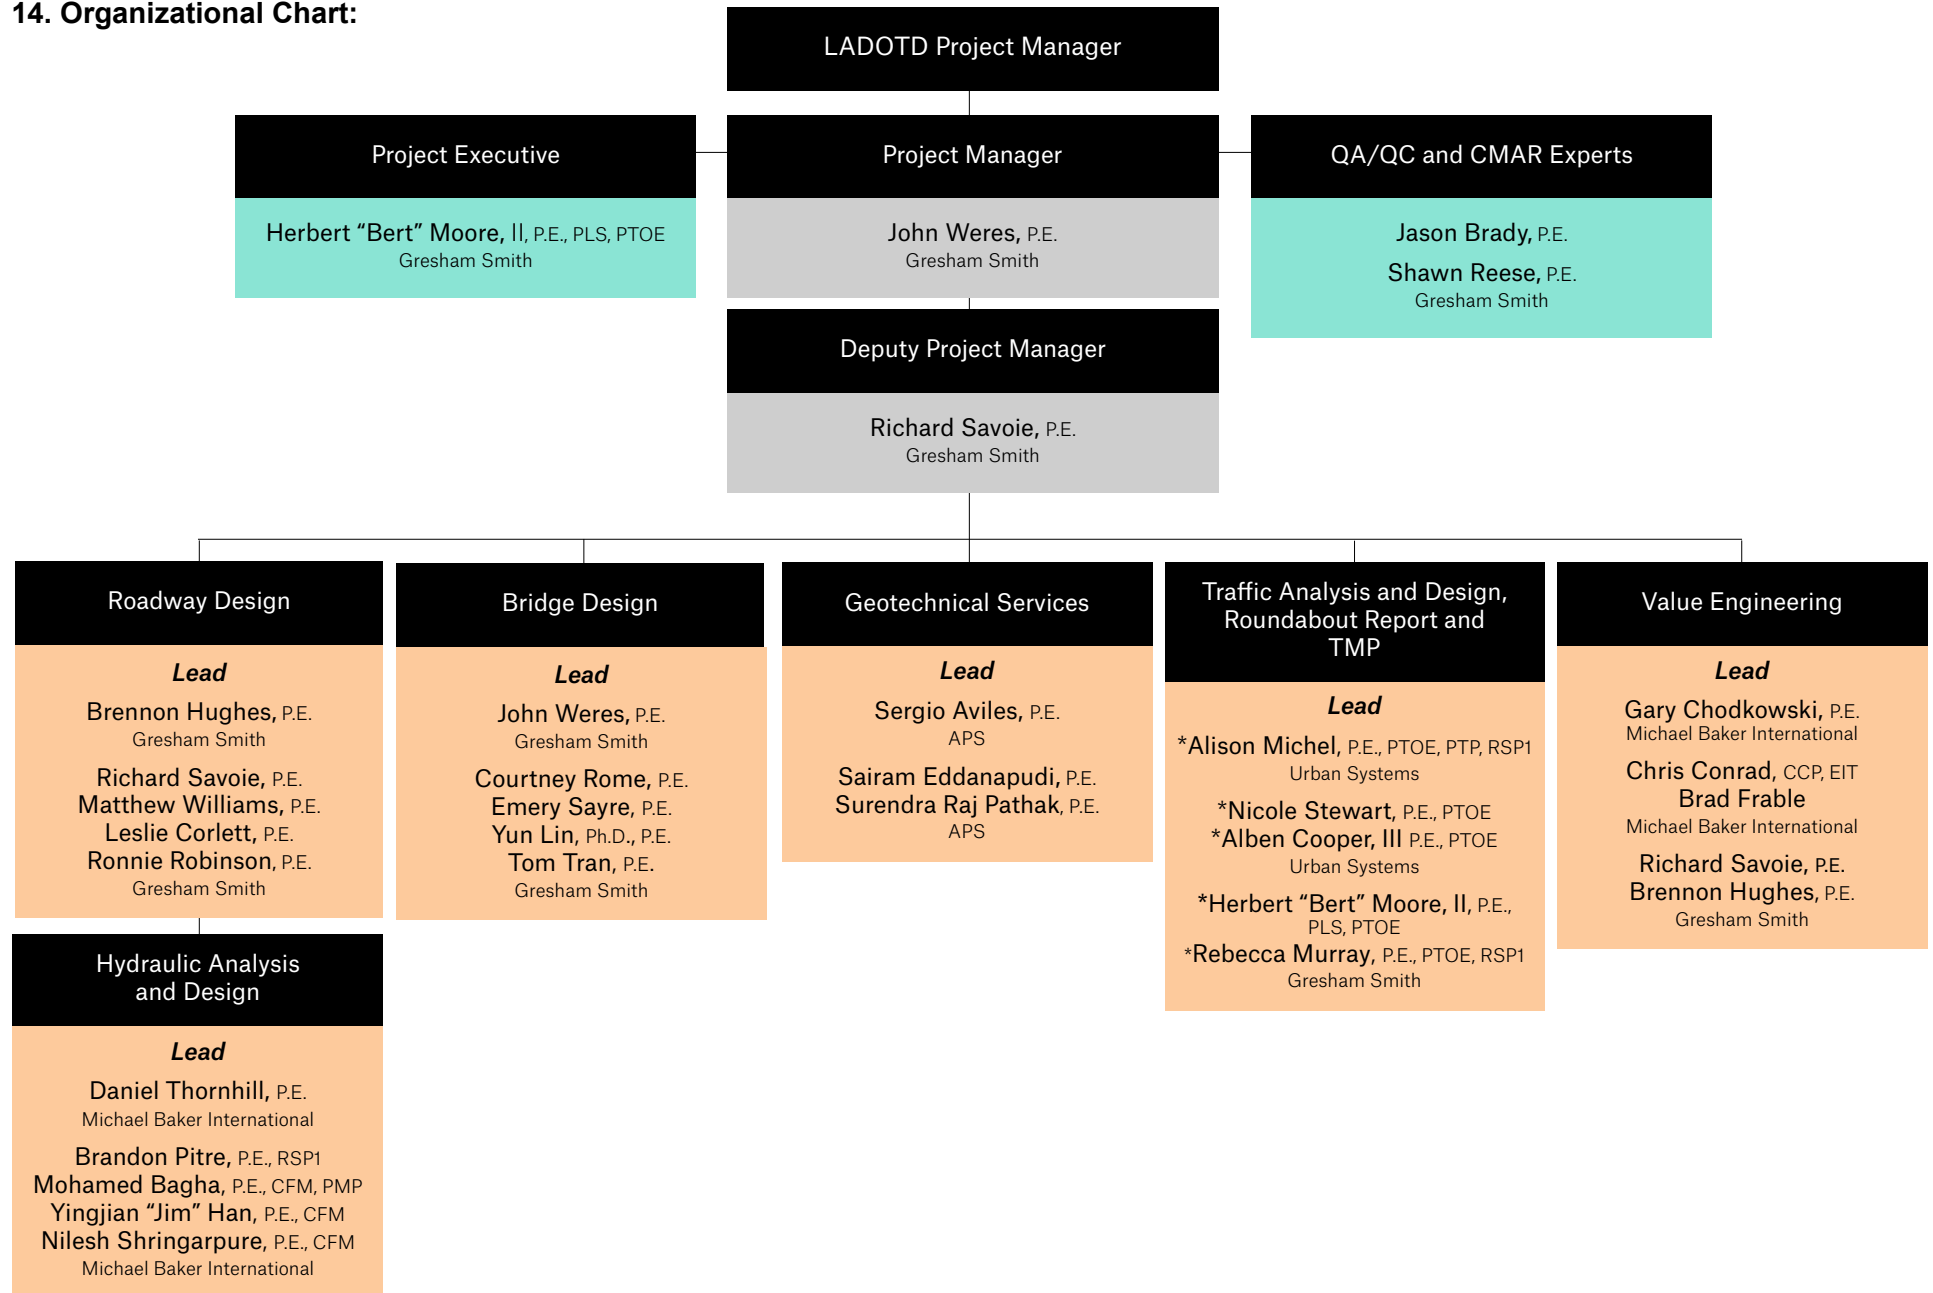 14. Organizational Chart:
LADOTD Project Manager
Project Executive
Herbert “Bert” Moore, II, P.E., PLS, PTOE
Gresham Smith
Project Manager
John Weres, P.E.
Gresham Smith
QA/QC and CMAR Experts
Jason Brady, P.E.
Shawn Reese, P.E.
Gresham Smith
Deputy Project Manager
Richard Savoie, P.E.
Gresham Smith
Roadway Design
Lead
Brennon Hughes, P.E.
Gresham Smith
Richard Savoie, P.E.
Matthew Williams, P.E.
Leslie Corlett, P.E.
Ronnie Robinson, P.E.
Gresham Smith
Hydraulic Analysis
and Design
Lead
Daniel Thornhill, P.E.
Michael Baker International
Brandon Pitre, P.E., RSP1
Mohamed Bagha, P.E., CFM, PMP
Yingjian “Jim” Han, P.E., CFM
Nilesh Shringarpure, P.E., CFM
Michael Baker International
Bridge Design
Lead
John Weres, P.E.
Gresham Smith
Courtney Rome, P.E.
Emery Sayre, P.E.
Yun Lin, Ph.D., P.E.
Tom Tran, P.E.
Gresham Smith
Geotechnical Services
Lead
Sergio Aviles, P.E.
APS
Sairam Eddanapudi, P.E.
Surendra Raj Pathak, P.E.
APS
Traffic Analysis and Design,
Roundabout Report and
TMP
Lead
*Alison Michel, P.E., PTOE, PTP, RSP1
Urban Systems
*Nicole Stewart, P.E., PTOE
*Alben Cooper, III P.E., PTOE
Urban Systems
*Herbert “Bert” Moore, II, P.E.,
PLS, PTOE
*Rebecca Murray, P.E., PTOE, RSP1
Gresham Smith
Value Engineering
Lead
Gary Chodkowski, P.E.
Michael Baker International
Chris Conrad, CCP, EIT
Brad Frable
Michael Baker International
Richard Savoie, P.E.
Brennon Hughes, P.E.
Gresham Smith